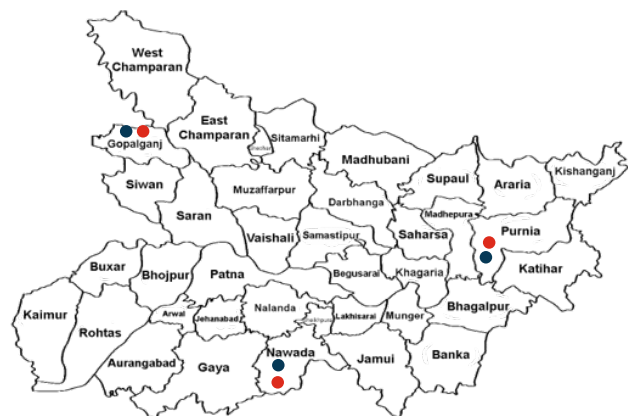 West
Champaran
East
Champaran
Sitamarhi
Gopalganj
Madhubani
Kishanganj
Siwan
Muzaffarpur
Supaul
Araria
Darbhanga
Saran
Madhepura
Vaishali
Samastipur
Saharsa
Purnia
Buxar
Bhojpur
Patna
Begusarai
Khagaria
Katihar
Kaimur
Rohtas
Arwal
Jehanabad
Nalanda
Lakhisarai
Munger
Bhagalpur
Aurangabad
Gaya
Nawada
Jamui
Banka